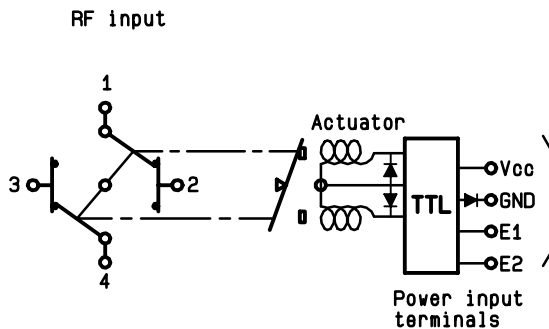 RF input
1
Actuator
3
2
4
TTL
Vcc
GND
E1
E2
Power input
terminals